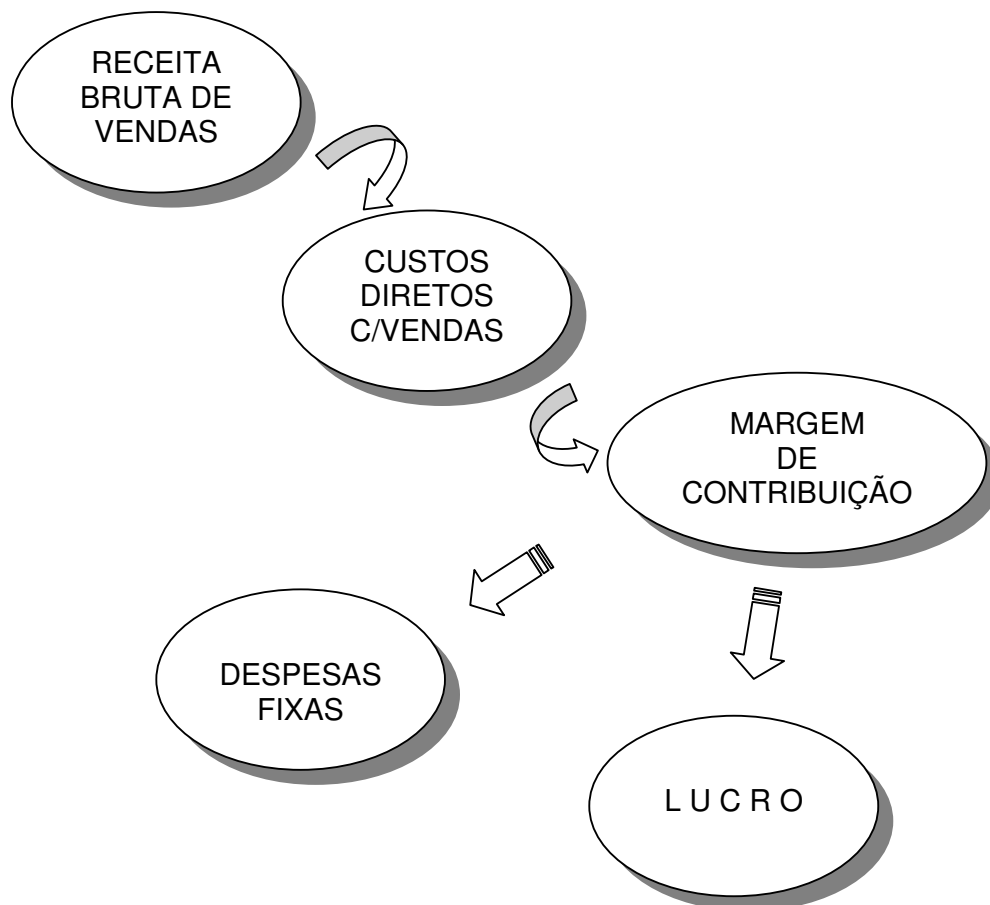 RECEITA
BRUTA DE
VENDAS
CUSTOS
DIRETOS
C/VENDAS
MARGEM
DE
CONTRIBUIÇÃO
DESPESAS
FIXAS
L U C R O